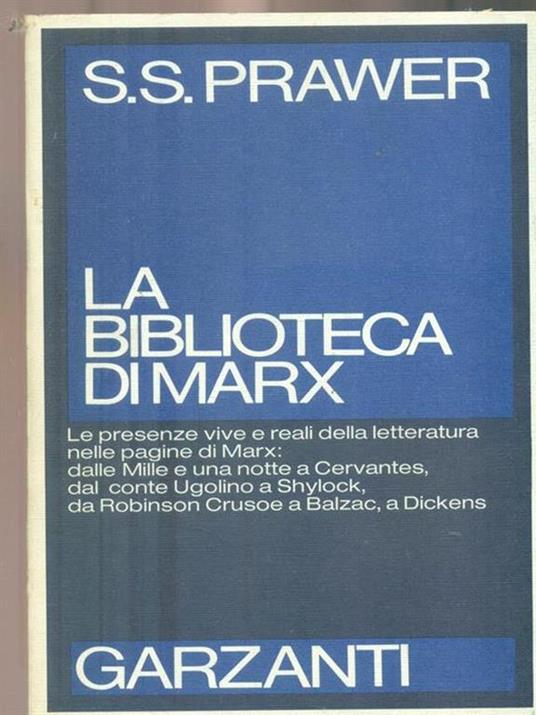 S.S. PRAWER
LA
BIBLIOTECA
DI MARX
Le presenze vive e reali della letteratura
nelle pagine di Marx:
dalle Mille e una notte a Cervantes,
dal conte Ugolino a Shylock,
da Robinson Crusoe a Balzac, a Dickens
GARZANTI